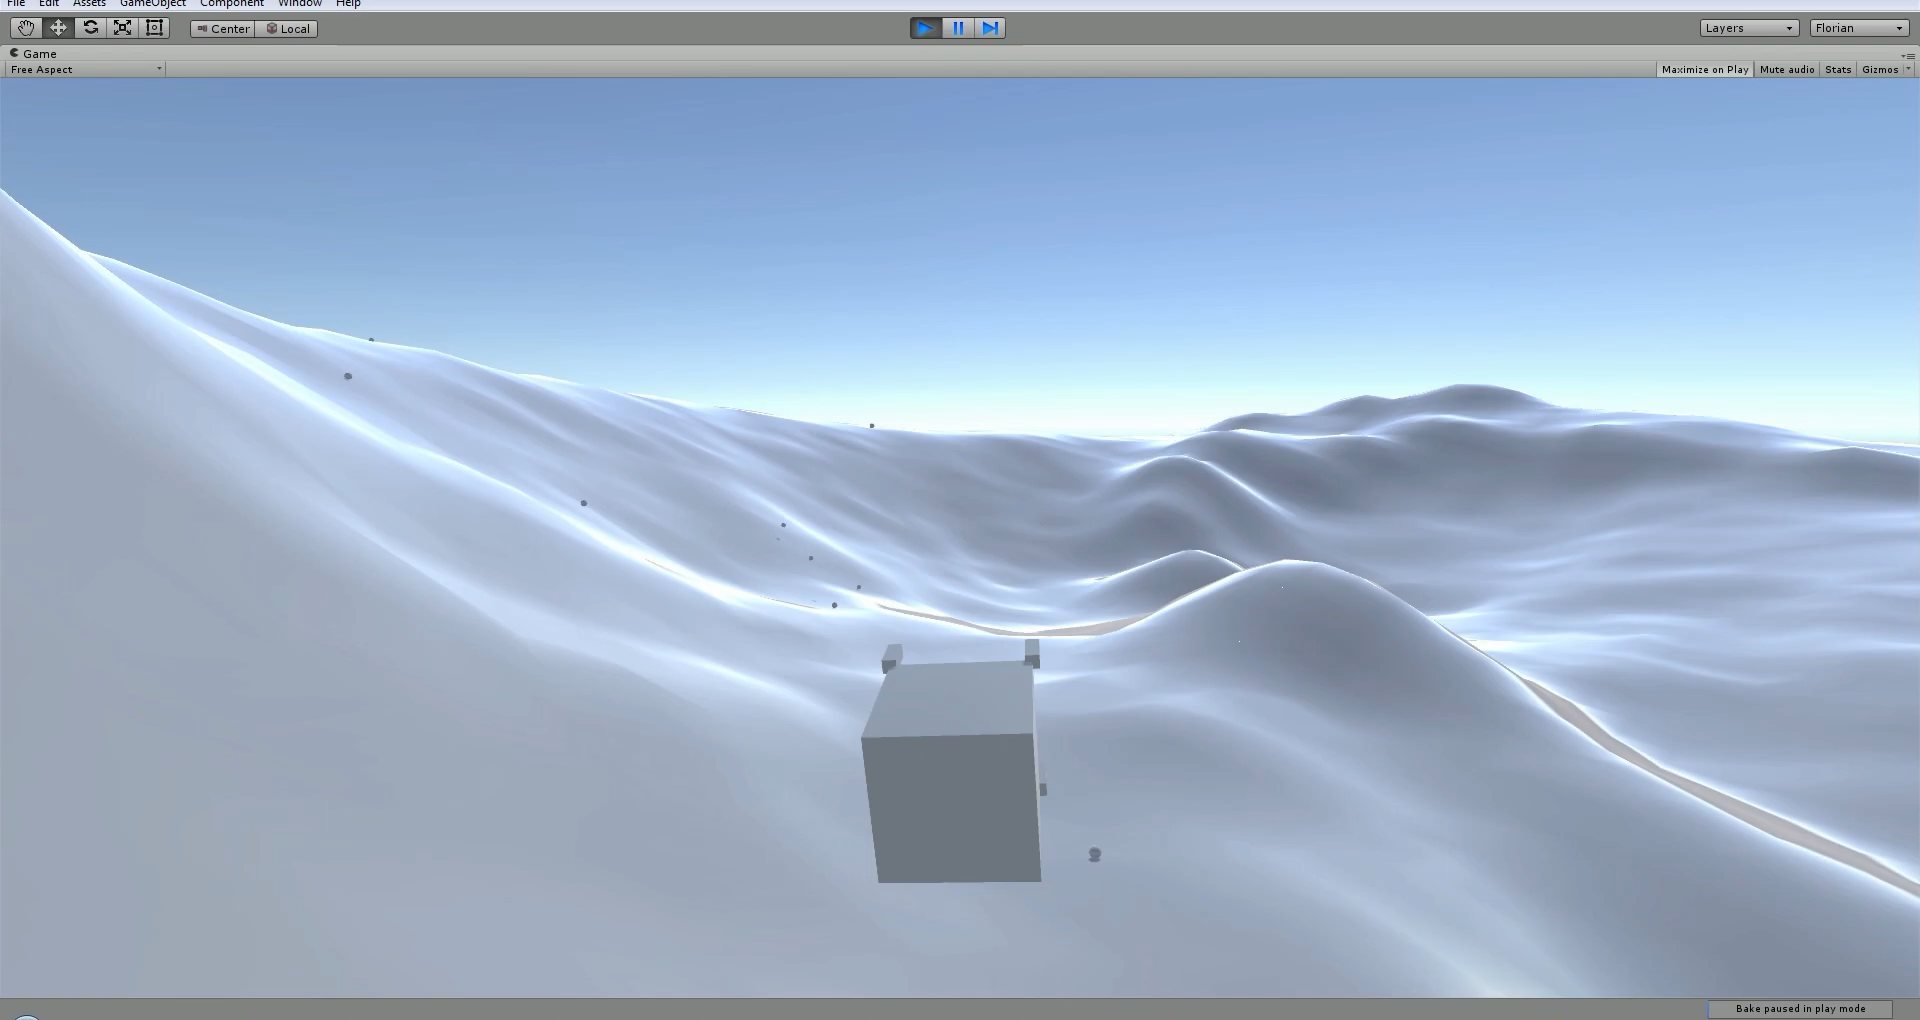 File Edit Assets GameObject Component Window Help
Center Local Layers Florian
Game
Free Aspect Maximize on Play Mute audio Stats Gizmos
Bake paused in play mode